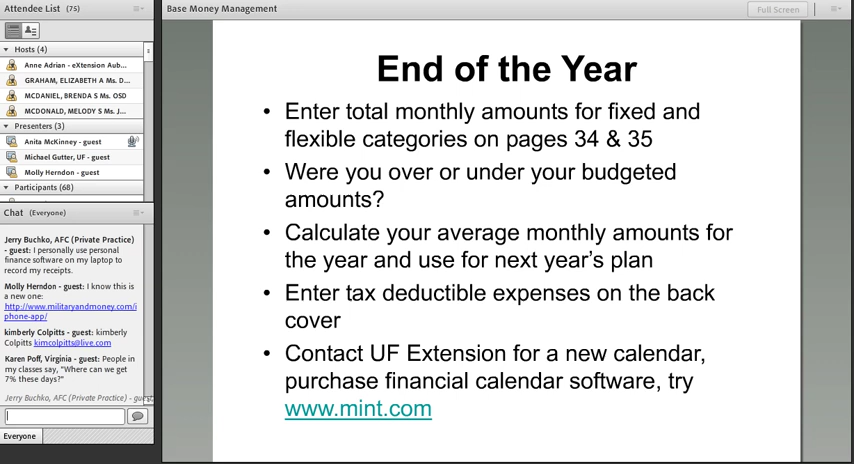 Attendee List (75)
Hosts (4)
Anne Adrian - eXtension Aub...
GRAHAM, ELIZABETH A Ms. D...
MCDANIEL, BRENDA S Ms. OSD
MCDONALD, MELODY S Ms. J...
Presenters (3)
Anita McKinney - guest
Michael Gutter, UF - guest
Molly Herndon - guest
Participants (68)
Chat (Everyone)
Jerry Buchko, AFC (Private Practice)
- guest: I personally use personal
finance software on my laptop to
record my receipts.
Molly Herndon - guest: I know this is
a new one:
http://www.militaryandmoney.com/i
phone-app/
kimberly Colpitts - guest: kimberly
Colpitts kimcolpitts@live.com
Karen Poff, Virginia - guest: People in
my classes say, "Where can we get
7% these days?"
Jerry Buchko, AFC (Private Practice) - guest
Everyone
Base Money Management
Full Screen
End of the Year
• Enter total monthly amounts for fixed and
flexible categories on pages 34 & 35
• Were you over or under your budgeted
amounts?
• Calculate your average monthly amounts for
the year and use for next year's plan
• Enter tax deductible expenses on the back
cover
• Contact UF Extension for a new calendar,
purchase financial calendar software, try
www.mint.com